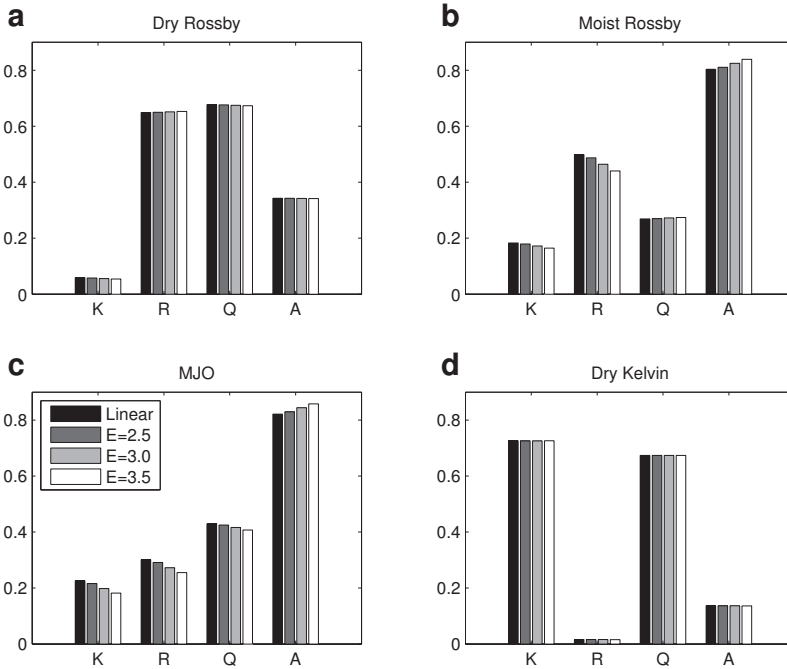 a
Dry Rossby
0.8
0.6
0.4
0.2
0
K R Q A
b
Moist Rossby
0.8
0.6
0.4
0.2
0
K R Q A
c
MJO
0.8
0.6
0.4
0.2
0
Linear
E=2.5
E=3.0
E=3.5
K R Q A
d
Dry Kelvin
0.8
0.6
0.4
0.2
0
K R Q A